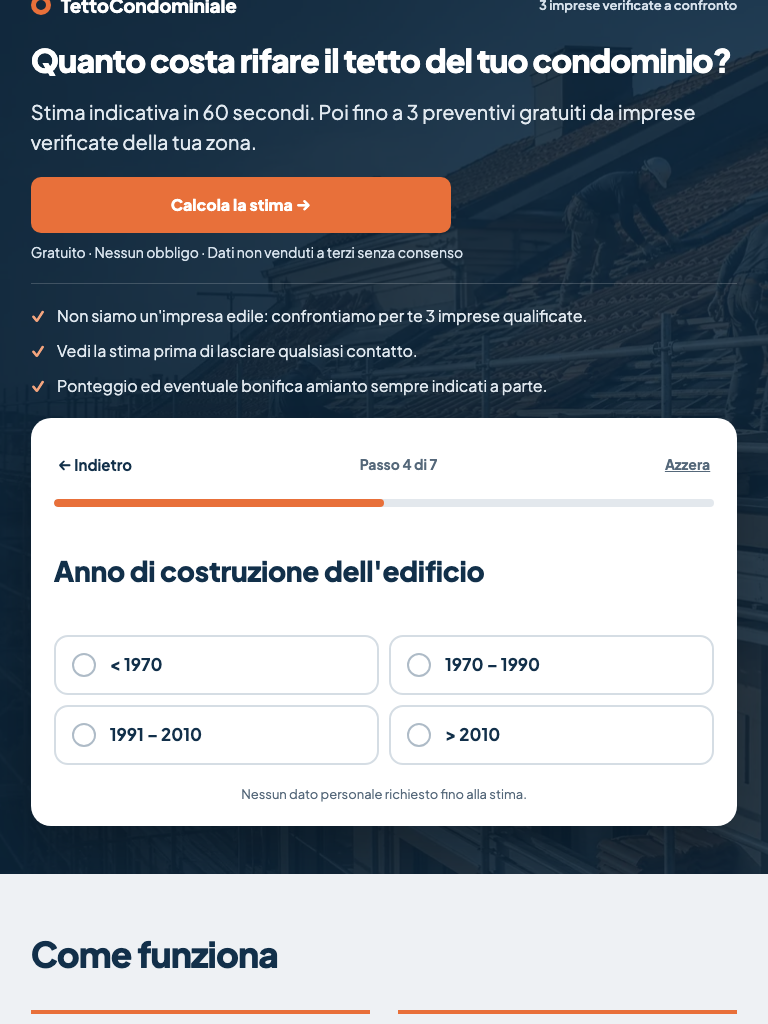 TettoCondominiale
3 imprese verificate a confronto
Quanto costa rifare il tetto del tuo condominio?
Stima indicativa in 60 secondi. Poi fino a 3 preventivi gratuiti da imprese
verificate della tua zona.
Calcola la stima →
Gratuito · Nessun obbligo · Dati non venduti a terzi senza consenso
Non siamo un'impresa edile: confrontiamo per te 3 imprese qualificate.
Vedi la stima prima di lasciare qualsiasi contatto.
Ponteggio ed eventuale bonifica amianto sempre indicati a parte.
← Indietro
Passo 4 di 7
Azzera
Anno di costruzione dell'edificio
< 1970
1970 – 1990
1991 – 2010
> 2010
Nessun dato personale richiesto fino alla stima.
Come funziona